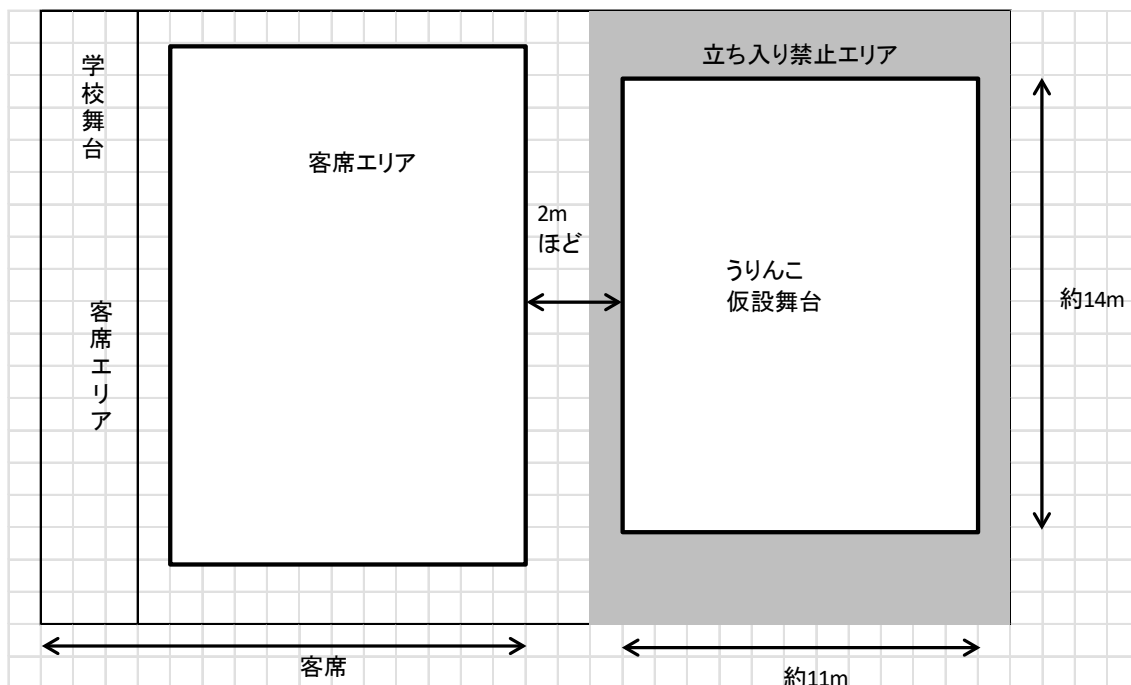 学校舞台
客席エリア
客席エリア
2m
ほど
立ち入り禁止エリア
うりんこ
仮設舞台
約14m
客席
約11m